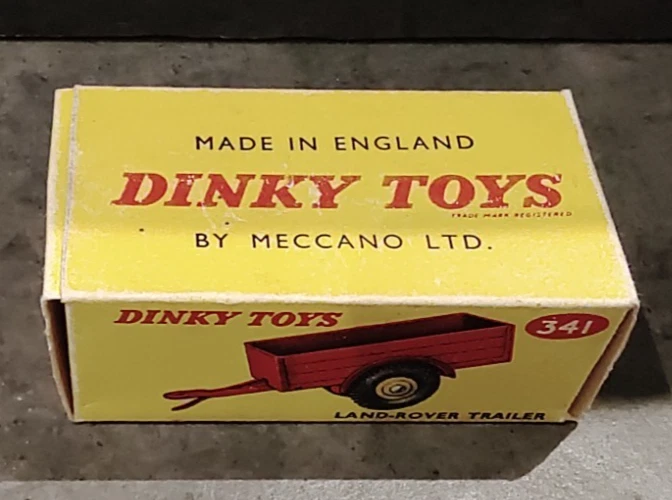 MADE IN ENGLAND
DINKY TOYS
TRADE MARK REGISTERED
BY MECCANO LTD.
DINKY TOYS
341
LAND-ROVER TRAILER